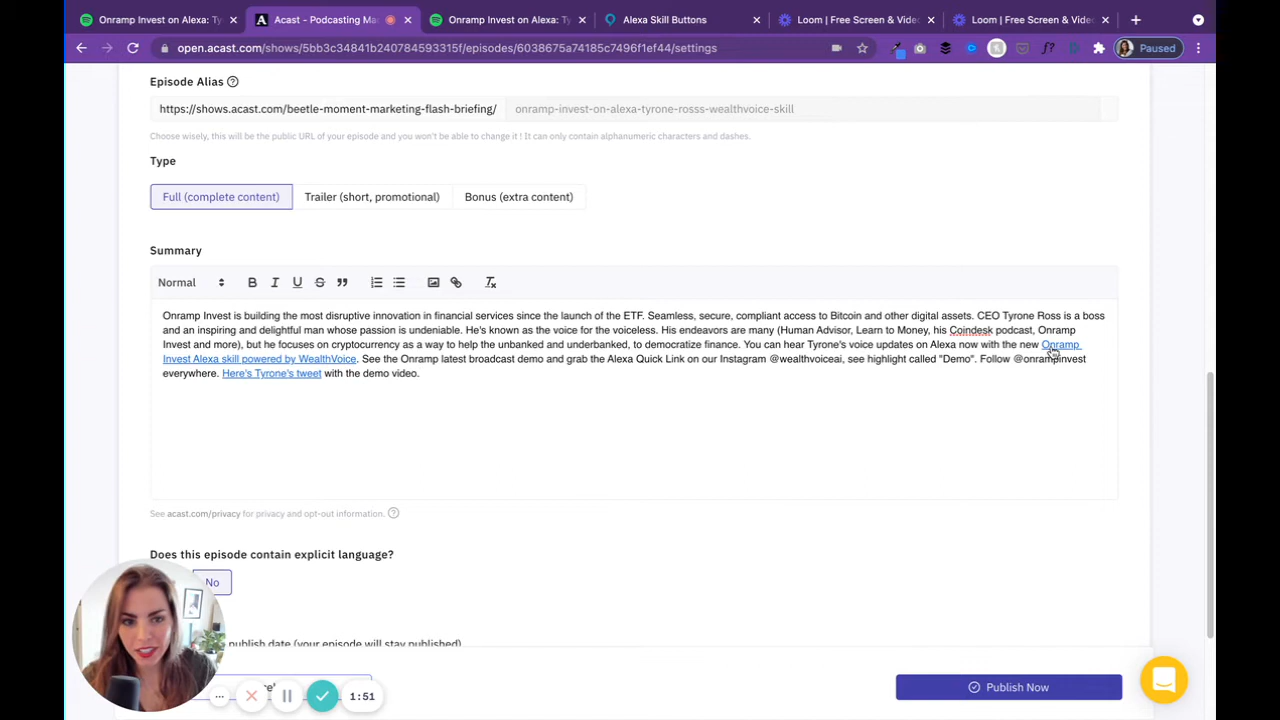 Onramp Invest on Alexa: T
Acast - Podcasting Ma
Onramp Invest on Alexa: Ty
Alexa Skill Buttons
Loom | Free Screen & Vide
Loom | Free Screen & Video
open.acast.com/shows/5bb3c34841b240784593315f/episodes/6038675a74185c7496f1ef44/settings
Paused
Episode Alias
https://shows.acast.com/beetle-moment-marketing-flash-briefing/
onramp-invest-on-alexa-tyrone-rosss-wealthvoice-skill
Choose wisely, this will be the public URL of your episode and you won't be able to change it ! It can only contain alphanumeric characters and dashes.
Type
Full (complete content)
Trailer (short, promotional)
Bonus (extra content)
Summary
Normal
Onramp Invest is building the most disruptive innovation in financial services since the launch of the ETF. Seamless, secure, compliant access to Bitcoin and other digital assets. CEO Tyrone Ross is a boss
and an inspiring and delightful man whose passion is undeniable. He's known as the voice for the voiceless. His endeavors are many (Human Advisor, Learn to Money, his Coindesk podcast, Onramp
Invest and more), but he focuses on cryptocurrency as a way to help the unbanked and underbanked, to democratize finance. You can hear Tyrone's voice updates on Alexa now with the new Onramp
Invest Alexa skill powered by WealthVoice. See the Onramp latest broadcast demo and grab the Alexa Quick Link on our Instagram @wealthvoiceai, see highlight called "Demo". Follow @onrampinvest
everywhere. Here's Tyrone's tweet with the demo video.
See acast.com/privacy for privacy and opt-out information.
Does this episode contain explicit language?
No
publish date (your episode will stay published)
Publish Now
1:51